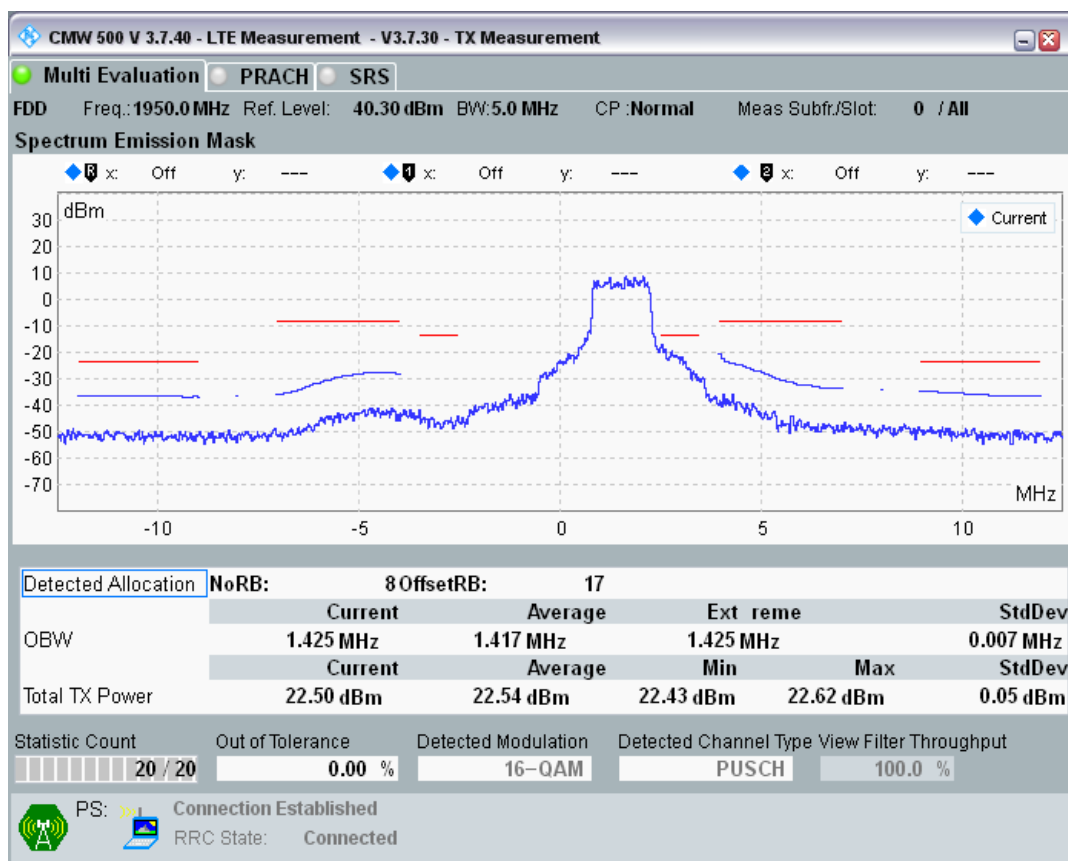 CMW 500 V 3.7.40 - LTE Measurement - V3.7.30 - TX Measurement
Multi Evaluation PRACH SRS
FDD Freq.: 1950.0 MHz Ref. Level: 40.30 dBm BW: 5.0 MHz CP : Normal Meas Subfr./Slot: 0 / All
Spectrum Emission Mask
R x: Off y: --- 1 x: Off y: --- 2 x: Off y: ---
dBm
Current
30
20
10
0
-10
-20
-30
-40
-50
-60
-70
MHz
-10 -5 0 5 10
Detected Allocation NoRB: 8 OffsetRB: 17
Current Average Ext reme StdDev
OBW 1.425 MHz 1.417 MHz 1.425 MHz 0.007 MHz
Current Average Min Max StdDev
Total TX Power 22.50 dBm 22.54 dBm 22.43 dBm 22.62 dBm 0.05 dBm
Statistic Count Out of Tolerance Detected Modulation Detected Channel Type View Filter Throughput
20 / 20 0.00 % 16-QAM PUSCH 100.0 %
PS: Connection Established
RRC State: Connected